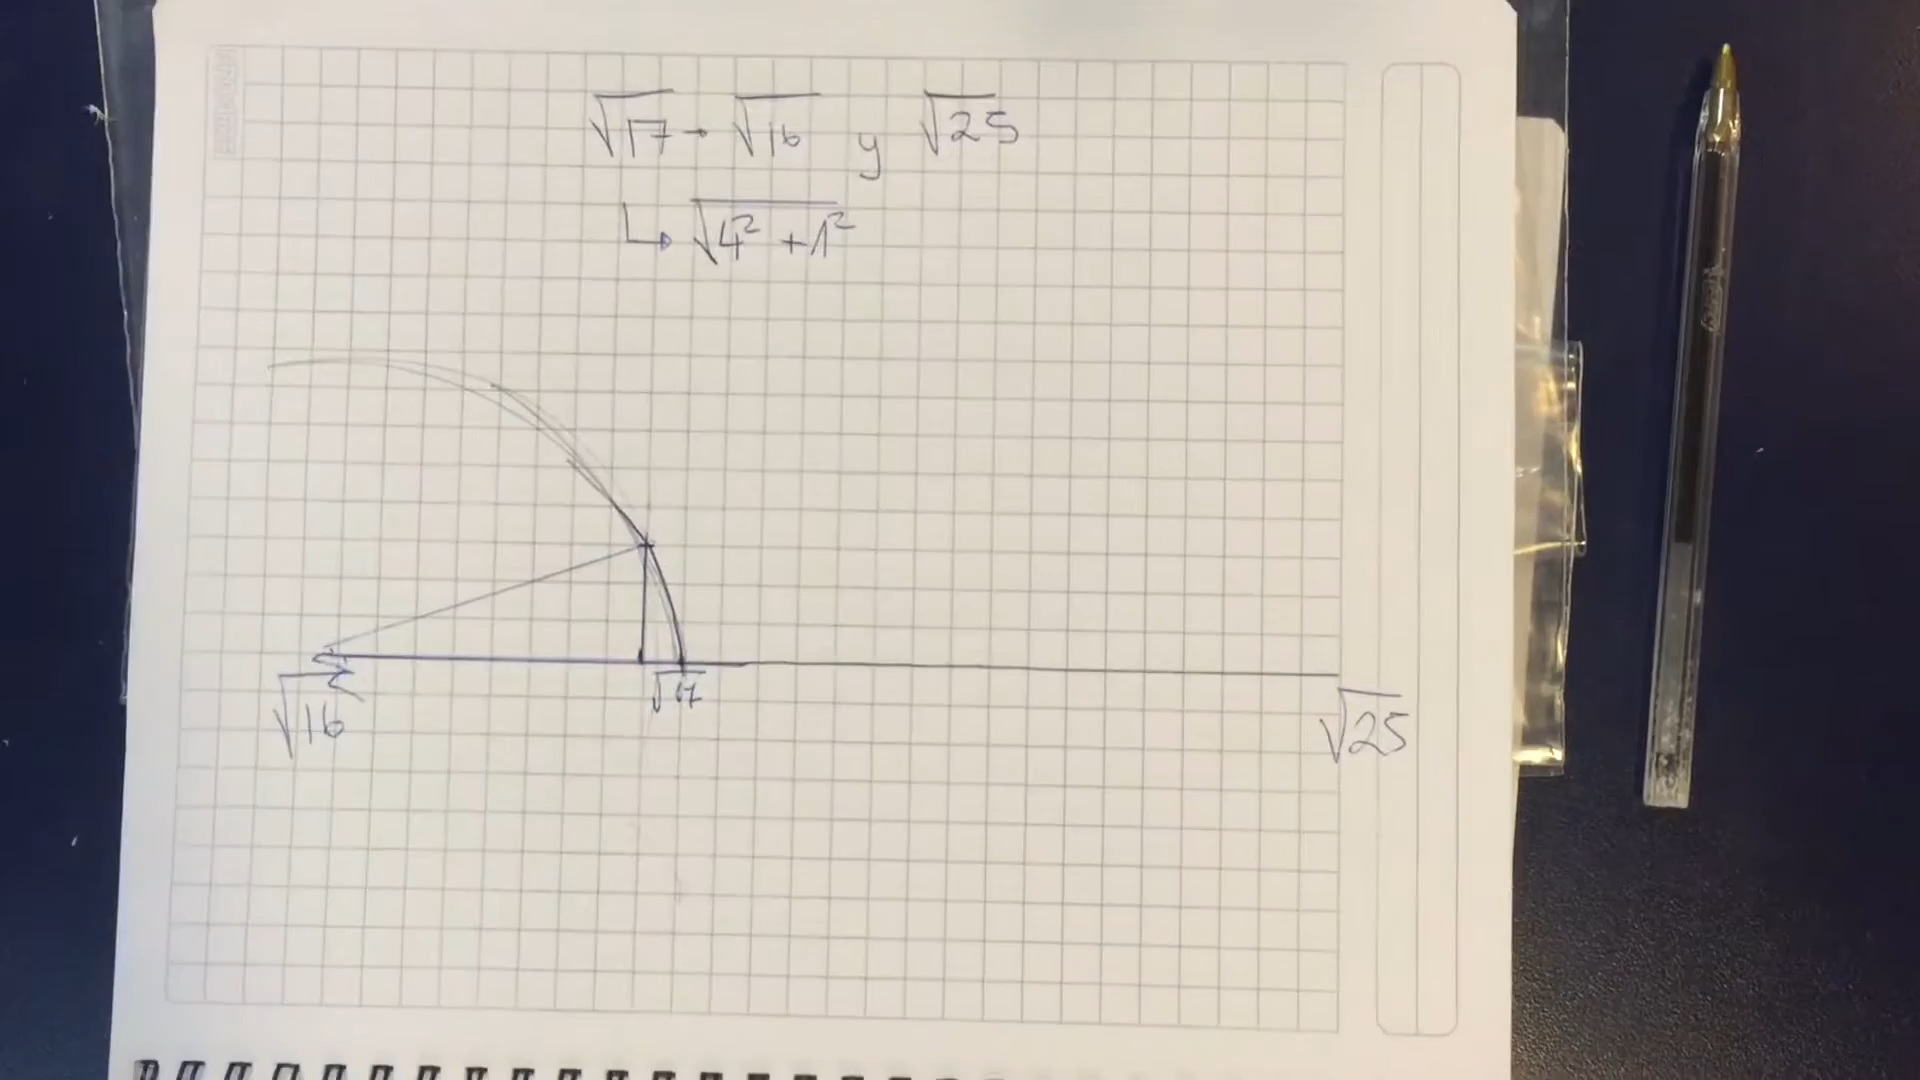 √17 → √16 y √25
↳ √4² + 1²
√16 √17 √25